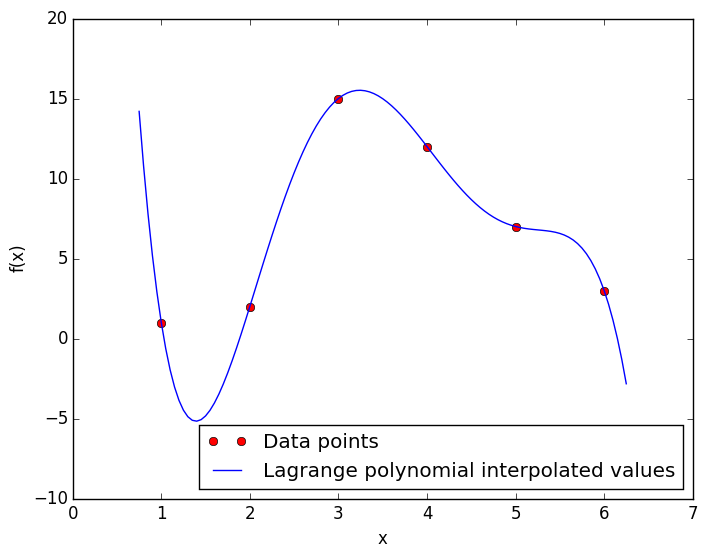 20
15
10
5
0
−5
−10
f(x)
Data points
Lagrange polynomial interpolated values
0 1 2 3 4 5 6 7
x